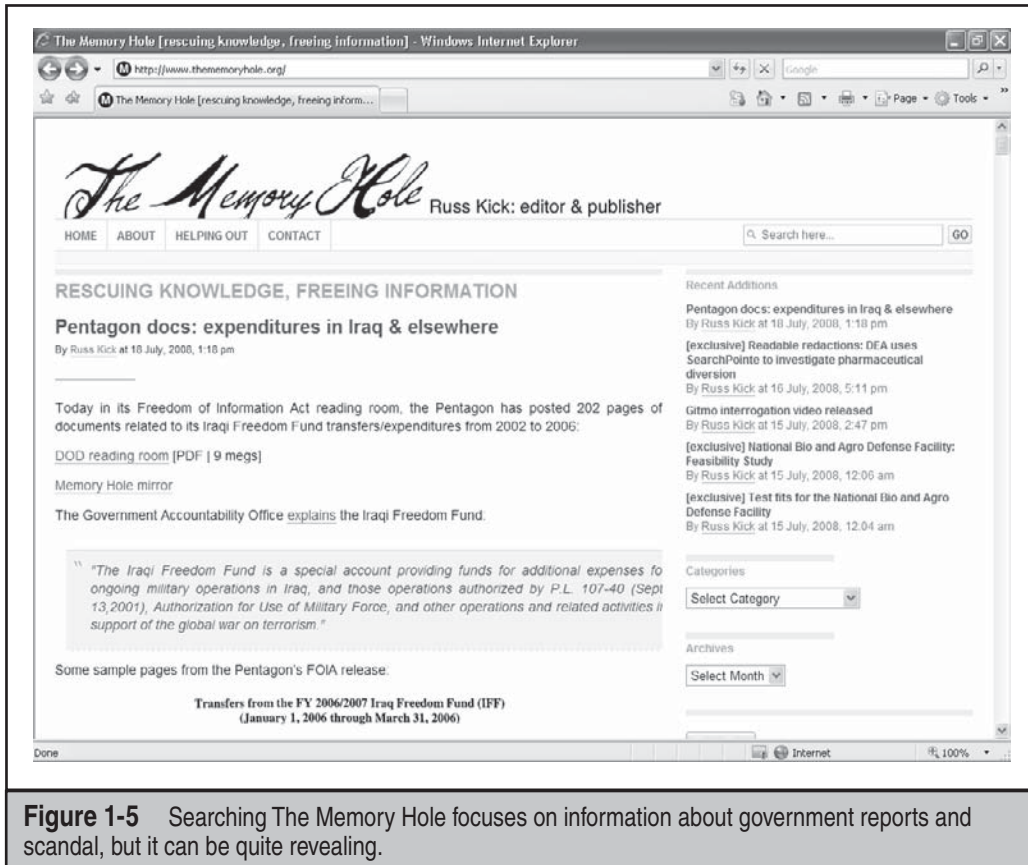 The Memory Hole [rescuing knowledge, freeing information] - Windows Internet Explorer
http://www.thememoryhole.org/
Google
The Memory Hole [rescuing knowledge, freeing inform...
Page
Tools
The Memory Hole
Russ Kick: editor & publisher
HOME ABOUT HELPING OUT CONTACT
Search here...
GO
RESCUING KNOWLEDGE, FREEING INFORMATION
Pentagon docs: expenditures in Iraq & elsewhere
By Russ Kick at 18 July, 2008, 1:18 pm
Today in its Freedom of Information Act reading room, the Pentagon has posted 202 pages of
documents related to its Iraqi Freedom Fund transfers/expenditures from 2002 to 2006:
DOD reading room [PDF | 9 megs]
Memory Hole mirror
The Government Accountability Office explains the Iraqi Freedom Fund.
"The Iraqi Freedom Fund is a special account providing funds for additional expenses fo
ongoing military operations in Iraq, and those operations authorized by P.L. 107-40 (Sept
13,2001), Authorization for Use of Military Force, and other operations and related activities i
support of the global war on terrorism."
Some sample pages from the Pentagon's FOIA release:
Transfers from the FY 2006/2007 Iraq Freedom Fund (IFF)
(January 1, 2006 through March 31, 2006)
Recent Additions
Pentagon docs: expenditures in Iraq & elsewhere
By Russ Kick at 18 July, 2008, 1:18 pm
[exclusive] Readable redactions: DEA uses
SearchPointe to investigate pharmaceutical
diversion
By Russ Kick at 16 July, 2008, 5:11 pm
Gitmo interrogation video released
By Russ Kick at 15 July, 2008, 2:47 pm
[exclusive] National Bio and Agro Defense Facility:
Feasibility Study
By Russ Kick at 15 July, 2008, 12:06 am
[exclusive] Test fits for the National Bio and Agro
Defense Facility
By Russ Kick at 15 July, 2008, 12:04 am
Categories
Select Category
Archives
Select Month
Done
Internet
100%
Figure 1-5 Searching The Memory Hole focuses on information about government reports and
scandal, but it can be quite revealing.